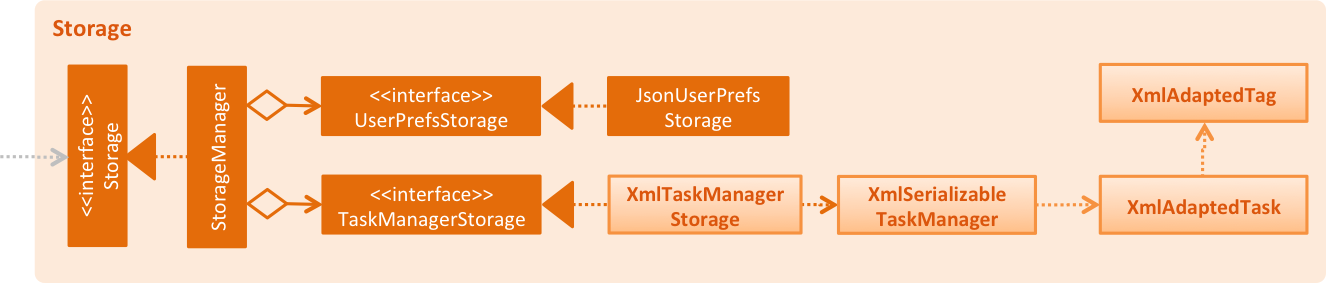 Storage
<<interface>>
Storage
StorageManager
<<interface>>
UserPrefsStorage
JsonUserPrefs
Storage
<<interface>>
TaskManagerStorage
XmlTaskManager
Storage
XmlSerializable
TaskManager
XmlAdaptedTag
XmlAdaptedTask